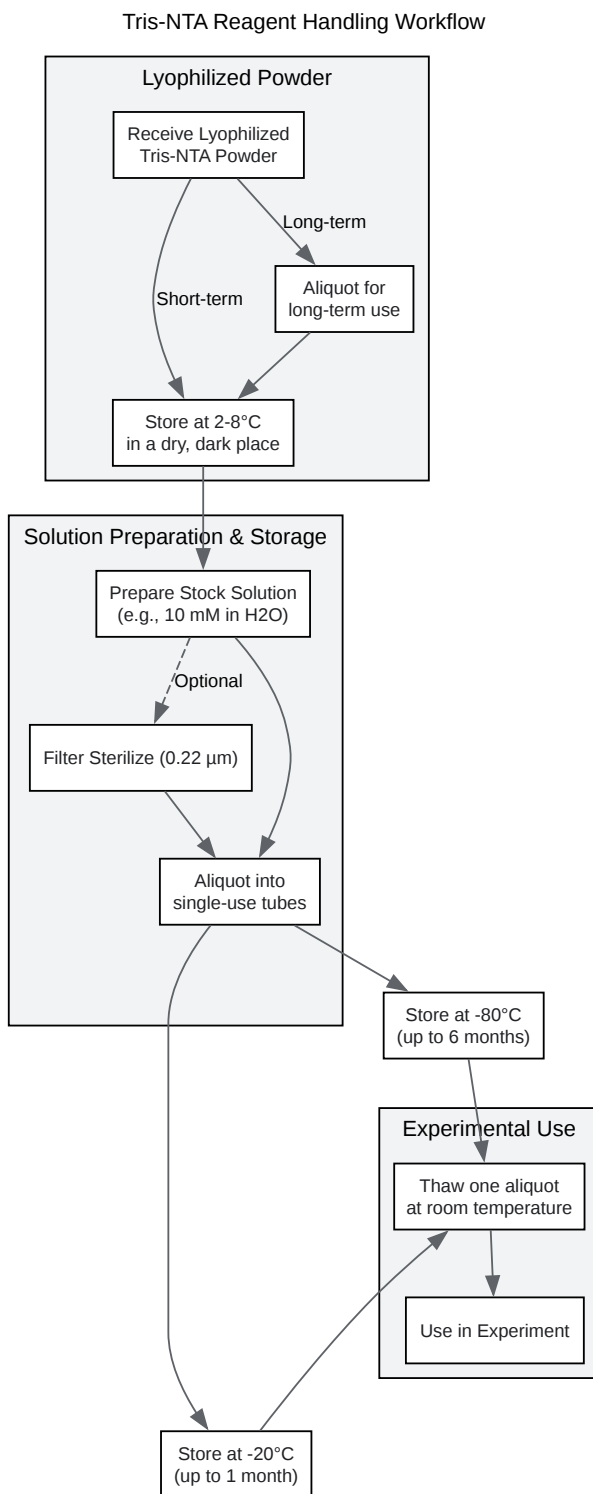 Tris-NTA Reagent Handling Workflow
Lyophilized Powder
Receive Lyophilized
Tris-NTA Powder
Long-term
Short-term
Aliquot for
long-term use
Store at 2-8°C
in a dry, dark place
Solution Preparation & Storage
Prepare Stock Solution
(e.g., 10 mM in H2O)
Optional
Filter Sterilize (0.22 µm)
Aliquot into
single-use tubes
Store at -80°C
(up to 6 months)
Experimental Use
Thaw one aliquot
at room temperature
Use in Experiment
Store at -20°C
(up to 1 month)